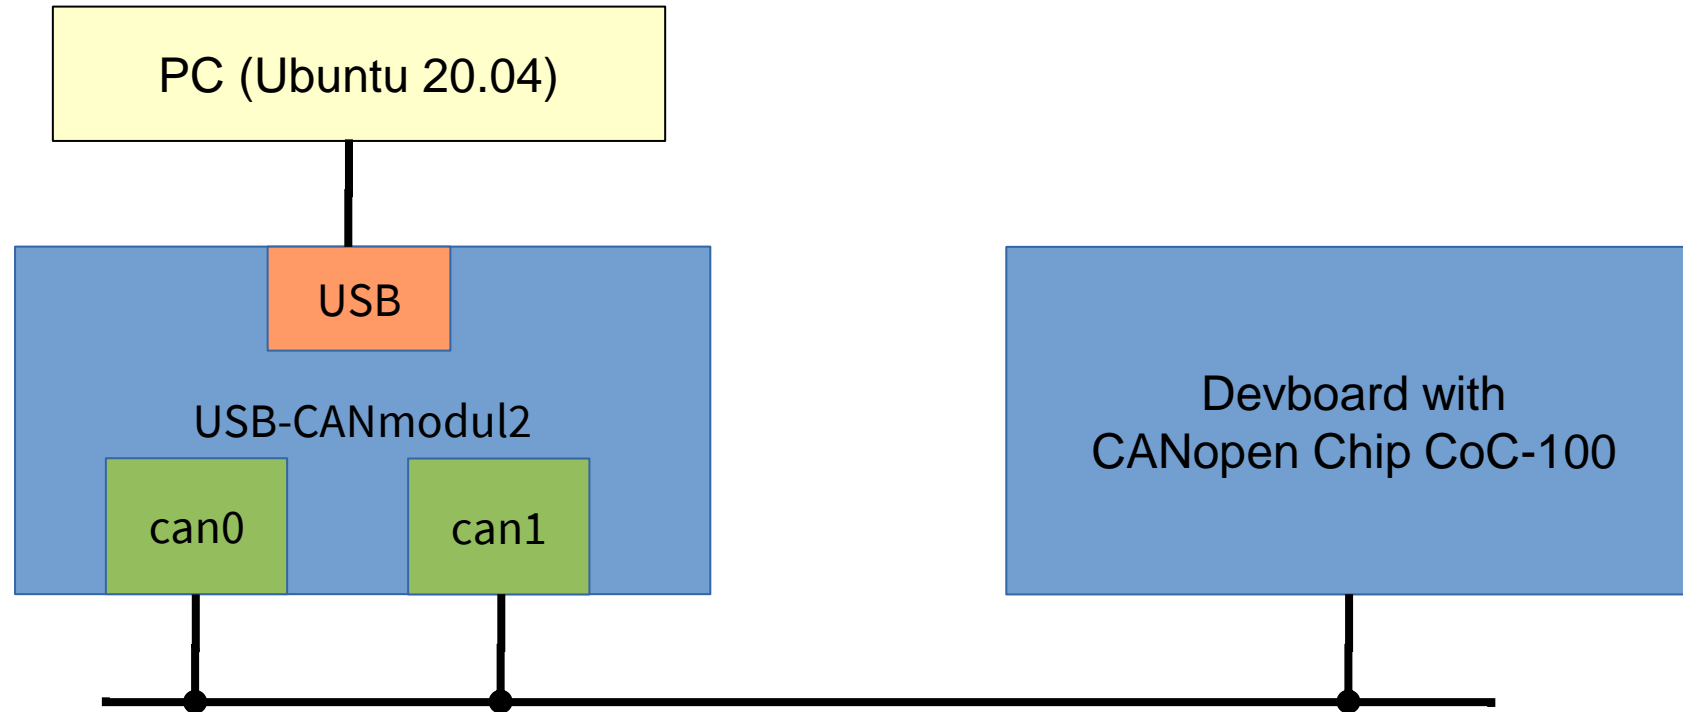 PC (Ubuntu 20.04)
USB
USB-CANmodul2
can0
can1
Devboard with
CANopen Chip CoC-100